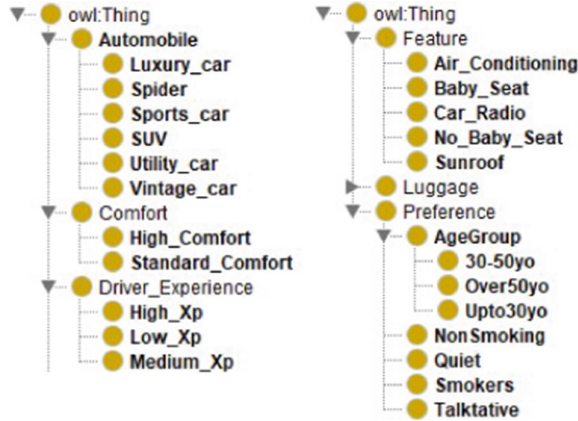 owl:Thing
Automobile
Luxury_car
Spider
Sports_car
SUV
Utility_car
Vintage_car
Comfort
High_Comfort
Standard_Comfort
Driver_Experience
High_Xp
Low_Xp
Medium_Xp
owl:Thing
Feature
Air_Conditioning
Baby_Seat
Car_Radio
No_Baby_Seat
Sunroof
Luggage
Preference
AgeGroup
30-50yo
Over50yo
Upto30yo
NonSmoking
Quiet
Smokers
Talktative